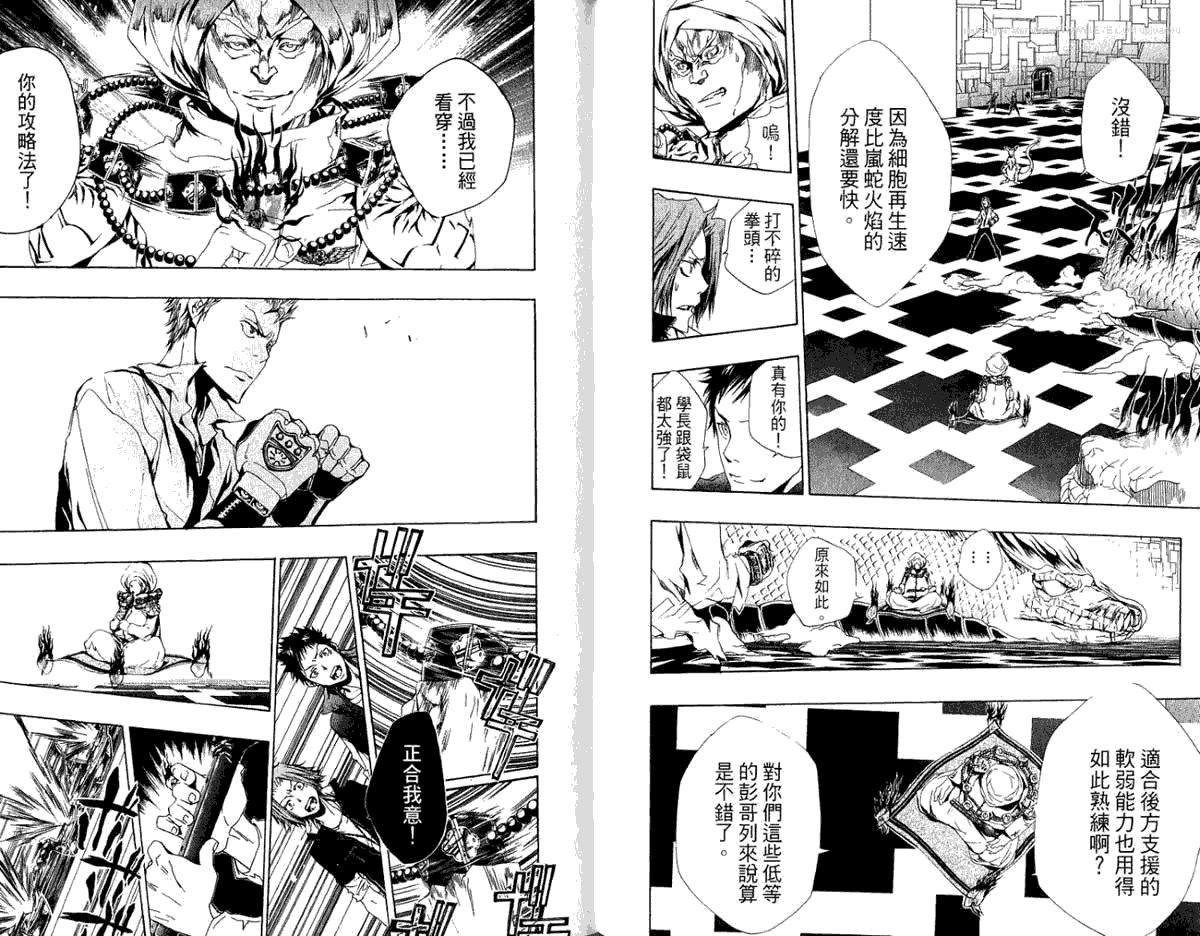 沒錯！
因為細胞再生速
度比嵐蛇火焰的
分解還要快。
嗚！
打不碎的
拳頭…
真有你的！
學長跟袋鼠
都太強了！
⋯⋯
原來如此。
適合後方支援的
軟弱能力也用得
如此熟練啊？
對你們這些低等
的彭哥列來說算
是不錯了。
不過我已經
看穿⋯⋯
你的攻略法了！
正合我意！